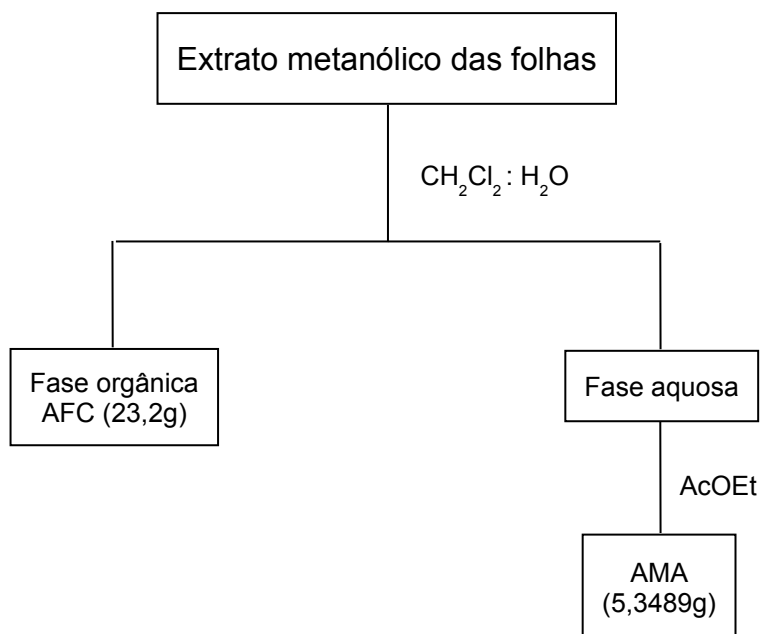 Extrato metanólico das folhas
CH₂Cl₂ : H₂O
Fase orgânica
AFC (23,2g)
Fase aquosa
AcOEt
AMA
(5,3489g)